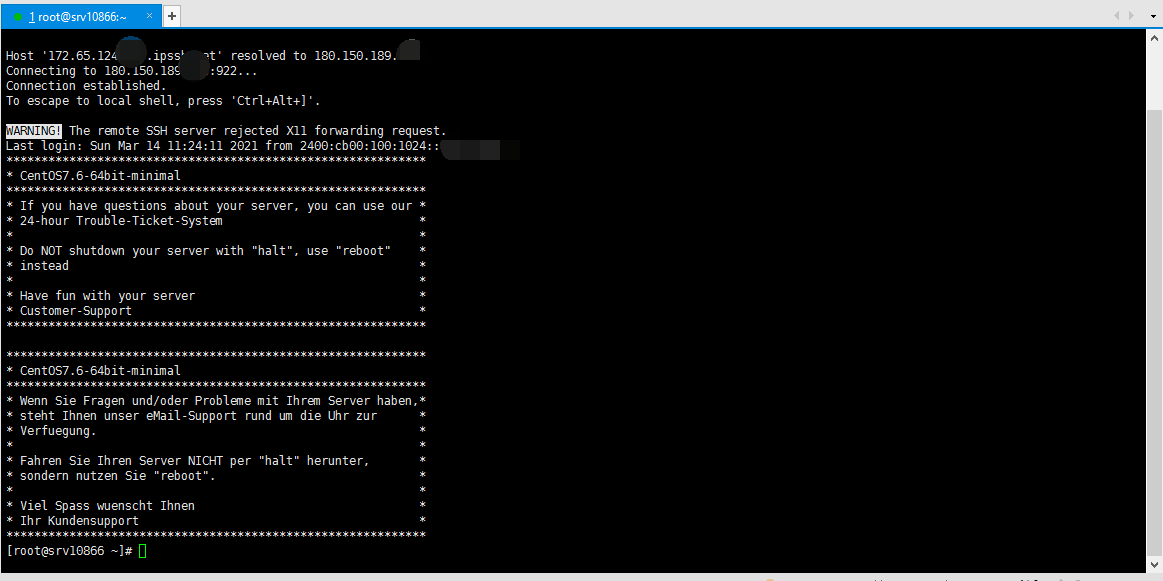 1 root@srv10866:~ × +
Host '172.65.124 .ipssh et' resolved to 180.150.189.
Connecting to 180.150.189 :922...
Connection established.
To escape to local shell, press 'Ctrl+Alt+]'.
WARNING! The remote SSH server rejected X11 forwarding request.
Last login: Sun Mar 14 11:24:11 2021 from 2400:cb00:100:1024::
************************************************************
* CentOS7.6-64bit-minimal
************************************************************
* If you have questions about your server, you can use our *
* 24-hour Trouble-Ticket-System *
* *
* Do NOT shutdown your server with "halt", use "reboot" *
* instead *
* *
* Have fun with your server *
* Customer-Support *
************************************************************
************************************************************
* CentOS7.6-64bit-minimal
************************************************************
* Wenn Sie Fragen und/oder Probleme mit Ihrem Server haben,*
* steht Ihnen unser eMail-Support rund um die Uhr zur *
* Verfuegung. *
* *
* Fahren Sie Ihren Server NICHT per "halt" herunter, *
* sondern nutzen Sie "reboot". *
* *
* Viel Spass wuenscht Ihnen *
* Ihr Kundensupport *
************************************************************
[root@srv10866 ~]#